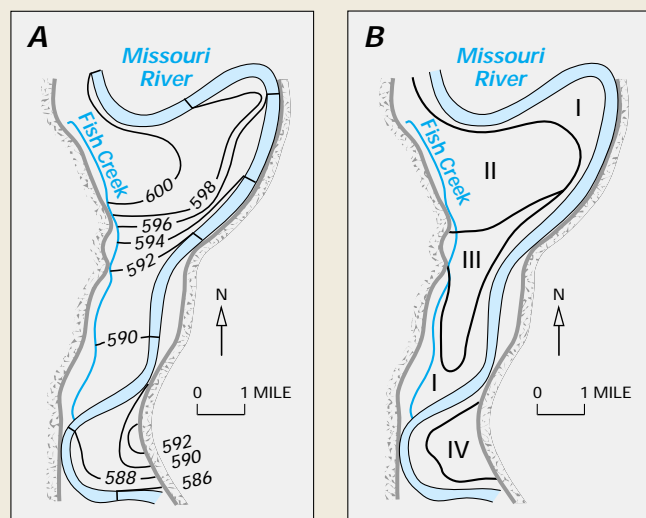 A
Missouri
River
Fish Creek
600
598
596
594
592
590
N
0 1 MILE
592
590
588
586
B
Missouri
River
Fish Creek
I
II
III
N
I
0 1 MILE
IV